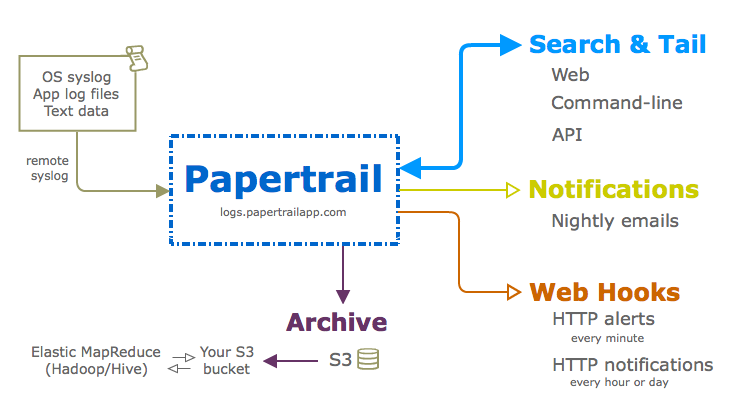 OS syslog
App log files
Text data
remote
syslog
Papertrail
logs.papertrailapp.com
Search & Tail
Web
Command-line
API
Notifications
Nightly emails
Web Hooks
HTTP alerts
every minute
HTTP notifications
every hour or day
Archive
S3
Your S3
bucket
Elastic MapReduce
(Hadoop/Hive)